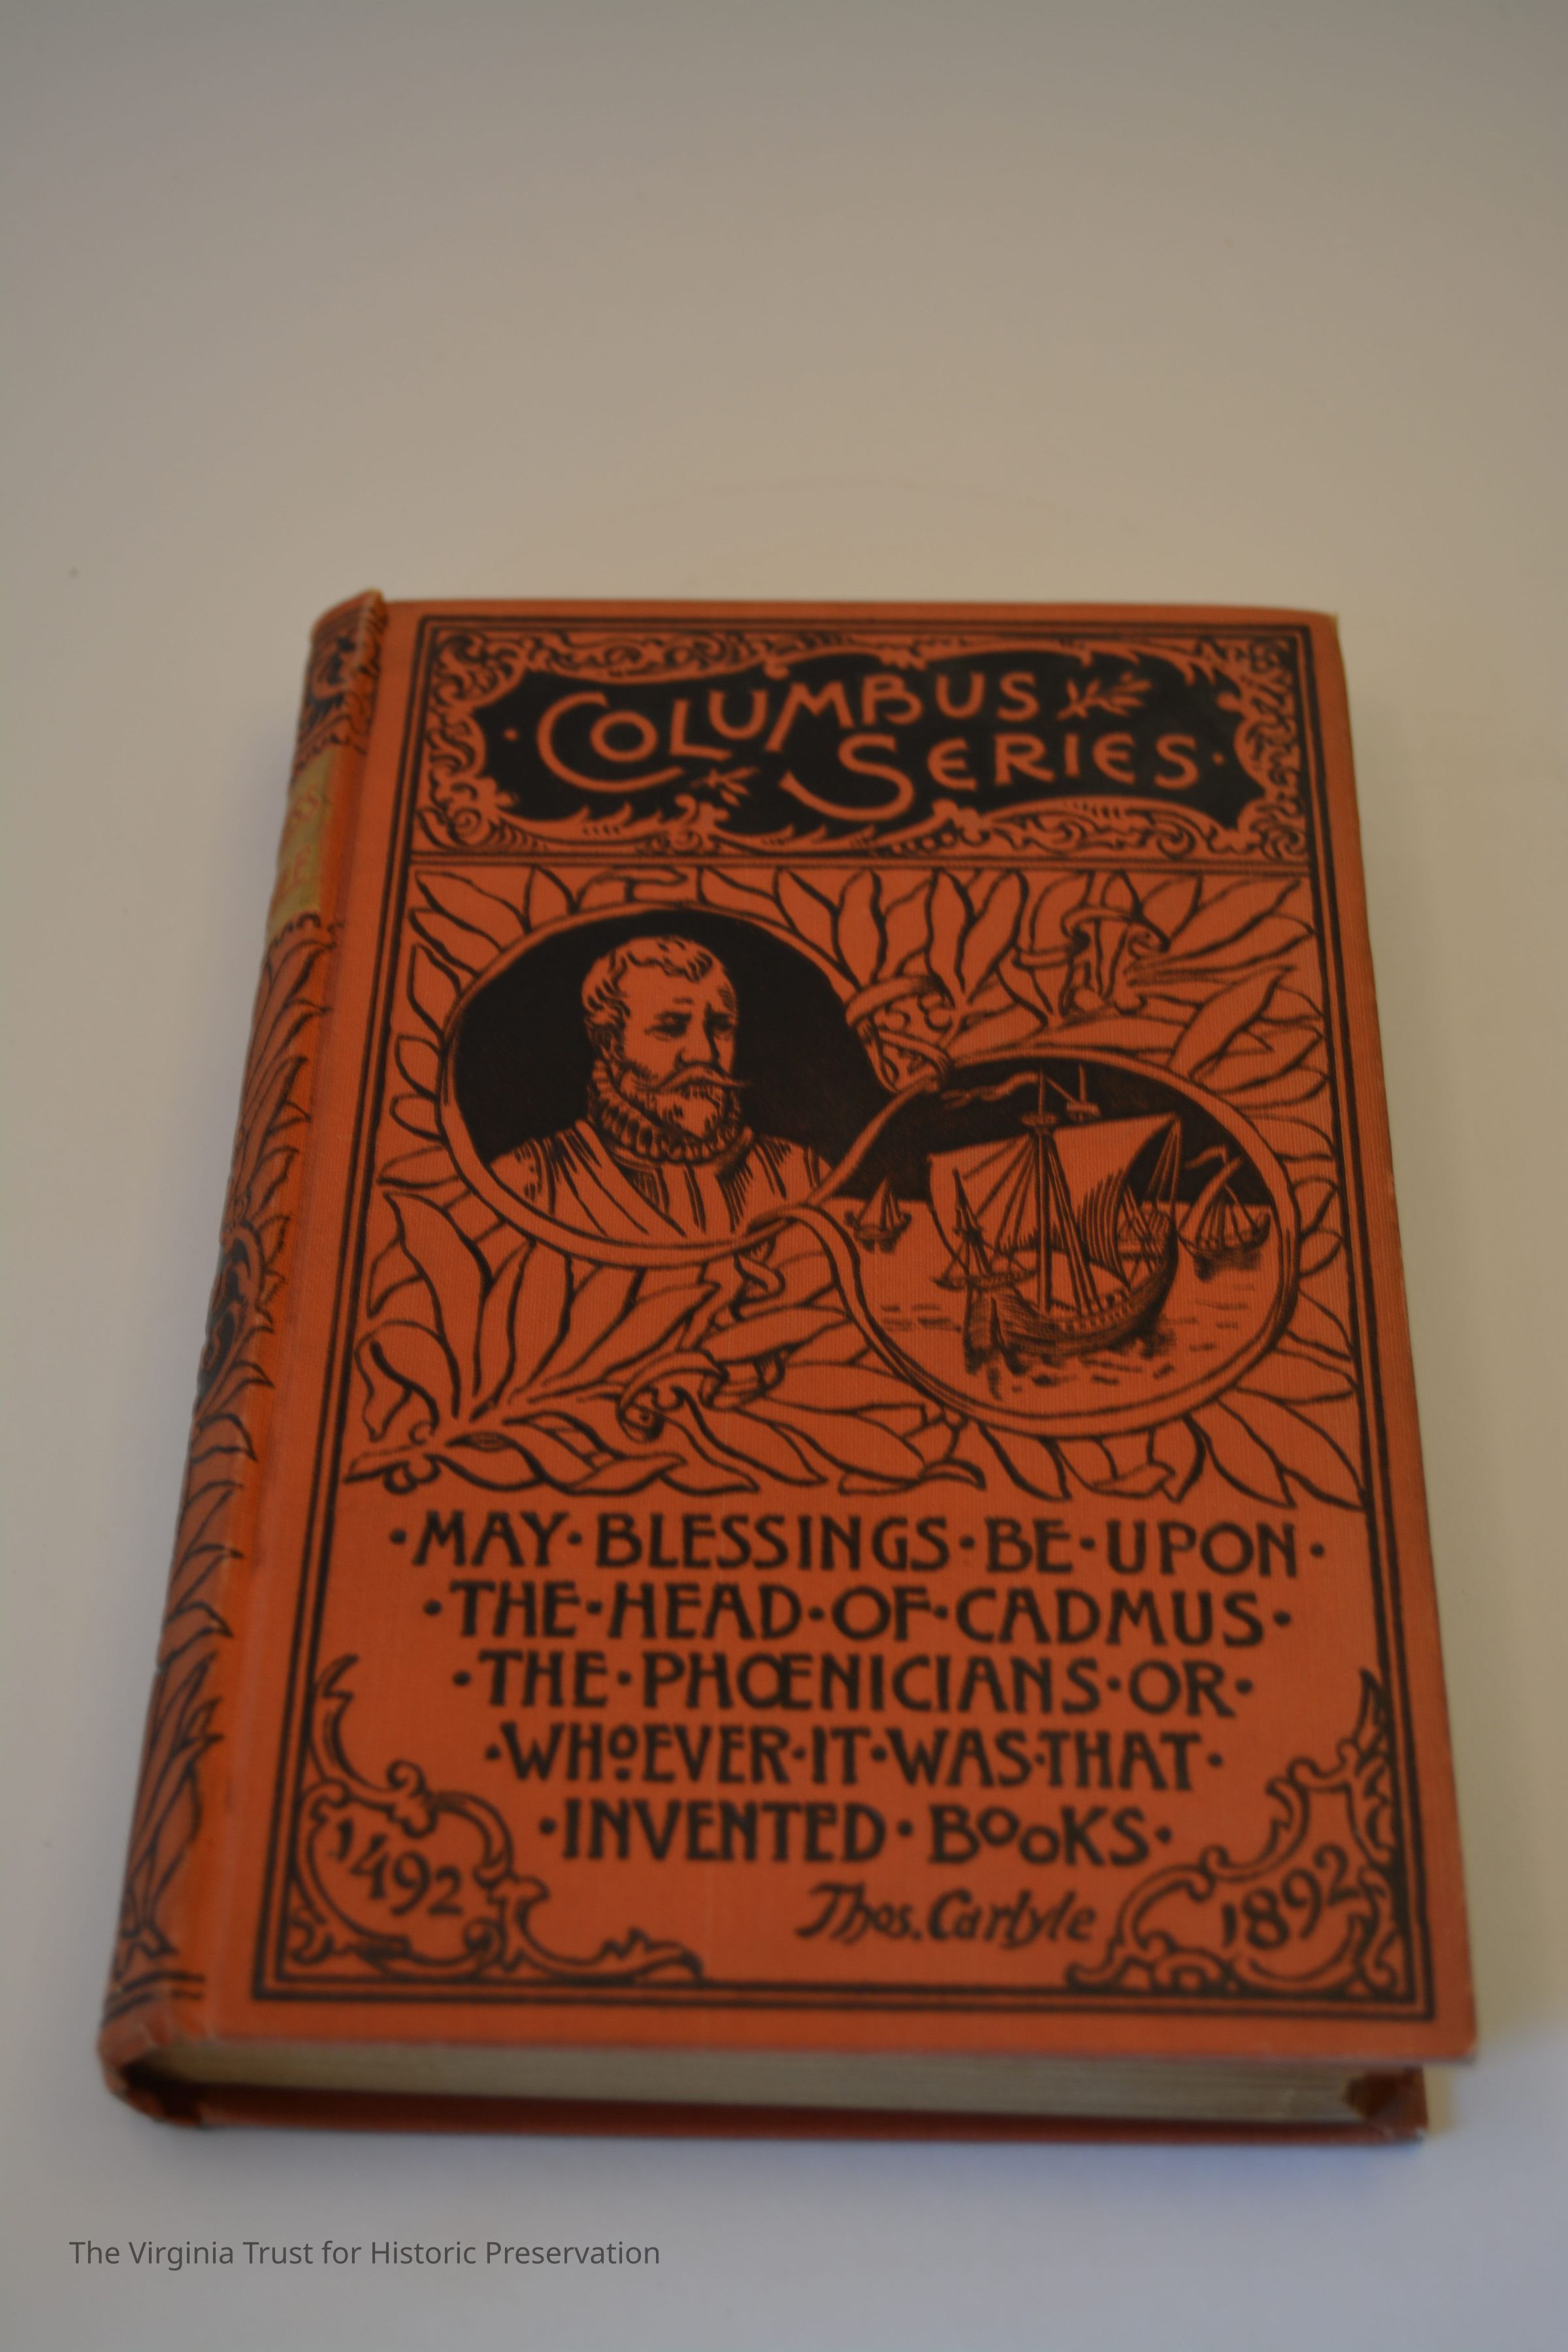 ·COLUMBUS
SERIES·
·MAY·BLESSINGS·BE·UPON·
·THE·HEAD·OF·CADMUS·
·THE·PHŒNICIANS·OR·
·WHOEVER·IT·WAS·THAT·
·INVENTED·BOOKS·
Thos. Carlyle
1492
1892
The Virginia Trust for Historic Preservation